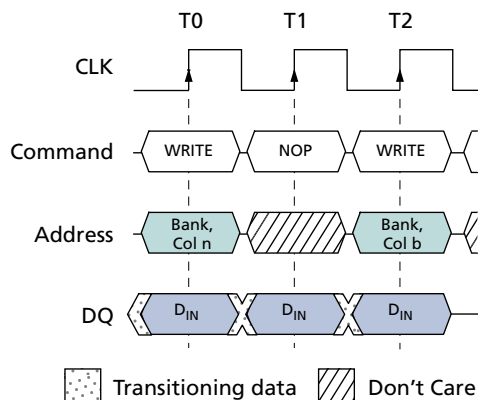 T0 T1 T2
CLK
Command WRITE NOP WRITE
Address Bank, Col n Bank, Col b
DQ DIN DIN DIN
Transitioning data Don't Care